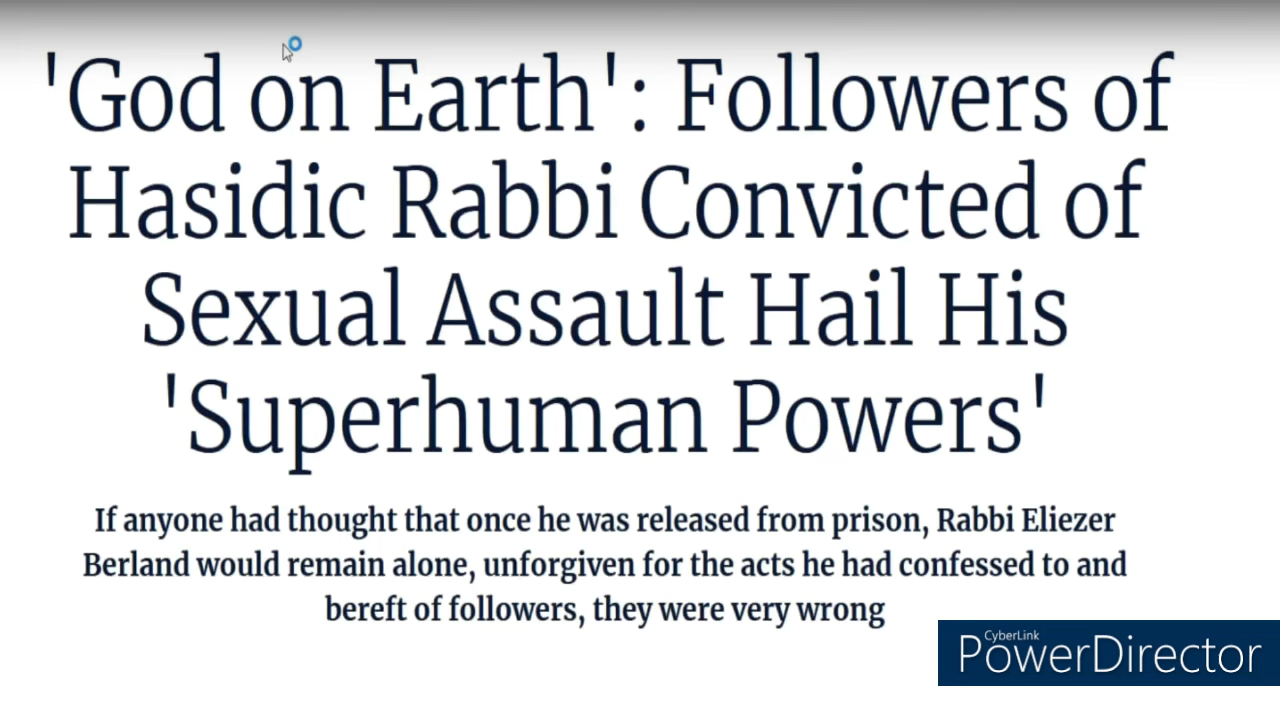 'God on Earth': Followers of
Hasidic Rabbi Convicted of
Sexual Assault Hail His
'Superhuman Powers'
If anyone had thought that once he was released from prison, Rabbi Eliezer
Berland would remain alone, unforgiven for the acts he had confessed to and
bereft of followers, they were very wrong
CyberLink
PowerDirector